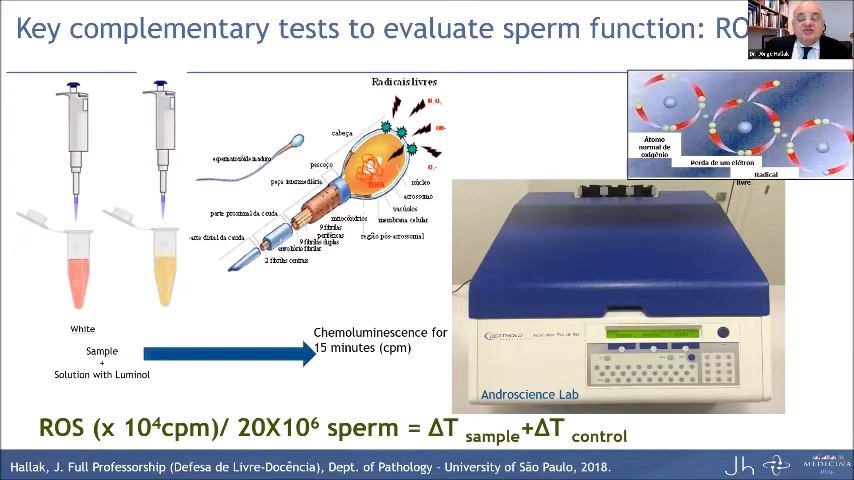 Key complementary tests to evaluate sperm function: RO
Dr. Jorge Hallak
Radicais livres
H₂O₂
OH-
O₂-
cabeça
espermatozóide maduro
pescoço
DNA
peça intermediária
núcleo
acrossomo
vacúolos
parte proximal da cauda
mitocôndrias
membrana celular
9 fibrilas
periféricas
região pós-acrossomal
parte distal da cauda
9 fibrilas duplas
envoltório fibrilar
2 fibrilas centrais
Átomo
normal de
oxigênio
Perda de um elétron
Radical
livre
BERTHOLD
White
Sample
+
Solution with Luminol
Chemoluminescence for
15 minutes (cpm)
Androscience Lab
ROS (x 10⁴cpm)/ 20X10⁶ sperm = ΔT sample+ΔT control
Hallak, J. Full Professorship (Defesa de Livre-Docência), Dept. of Pathology - University of São Paulo, 2018.
Jh
MEDICINA